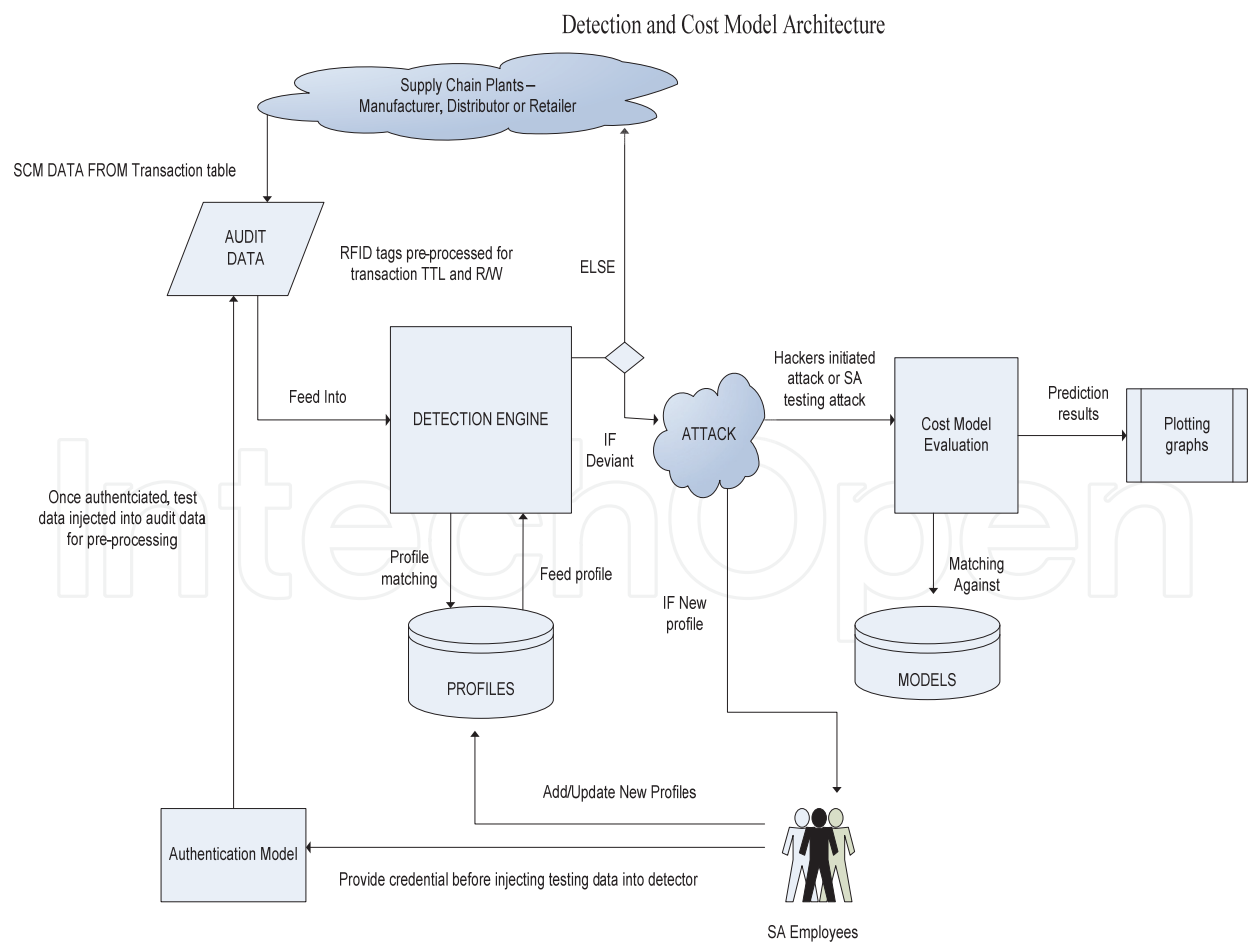 Detection and Cost Model Architecture
Supply Chain Plants –
Manufacturer, Distributor or Retailer
SCM DATA FROM Transaction table
AUDIT
DATA
RFID tags pre-processed for
transaction TTL and R/W
ELSE
Feed Into
DETECTION ENGINE
IF
Deviant
ATTACK
Hackers initiated
attack or SA
testing attack
Cost Model
Evaluation
Prediction
results
Plotting
graphs
Once authentciated, test
data injected into audit data
for pre-processing
Profile
matching
Feed profile
IF New
profile
Matching
Against
PROFILES
MODELS
Add/Update New Profiles
Authentication Model
Provide credential before injecting testing data into detector
SA Employees
IntechOpen